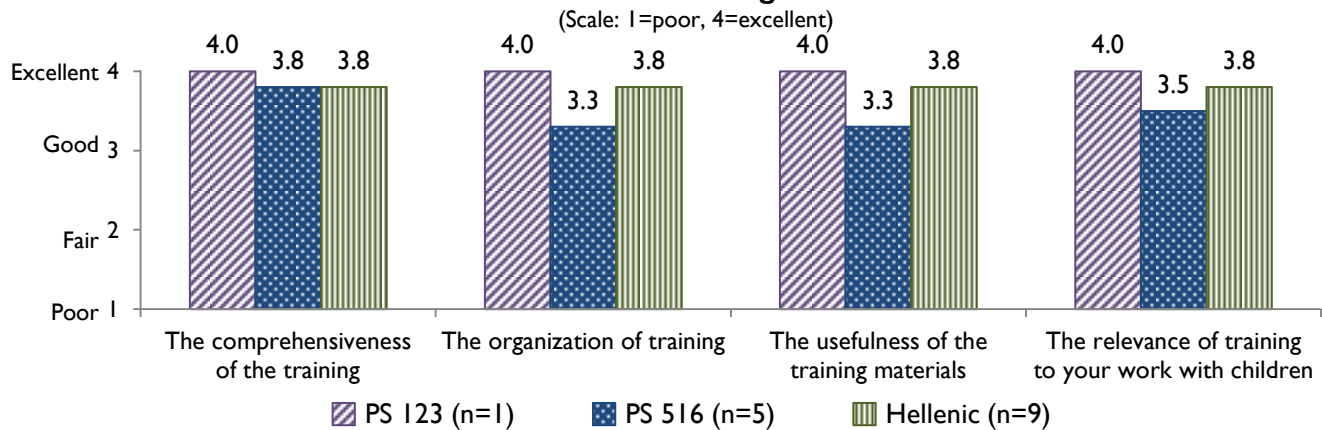 (Scale: 1=poor, 4=excellent)
4.0 3.8 3.8 4.0 3.3 3.8 4.0 3.3 3.8 4.0 3.5 3.8
Excellent 4
Good 3
Fair 2
Poor 1
The comprehensiveness
of the training
The organization of training
The usefulness of the
training materials
The relevance of training
to your work with children
PS 123 (n=1) PS 516 (n=5) Hellenic (n=9)